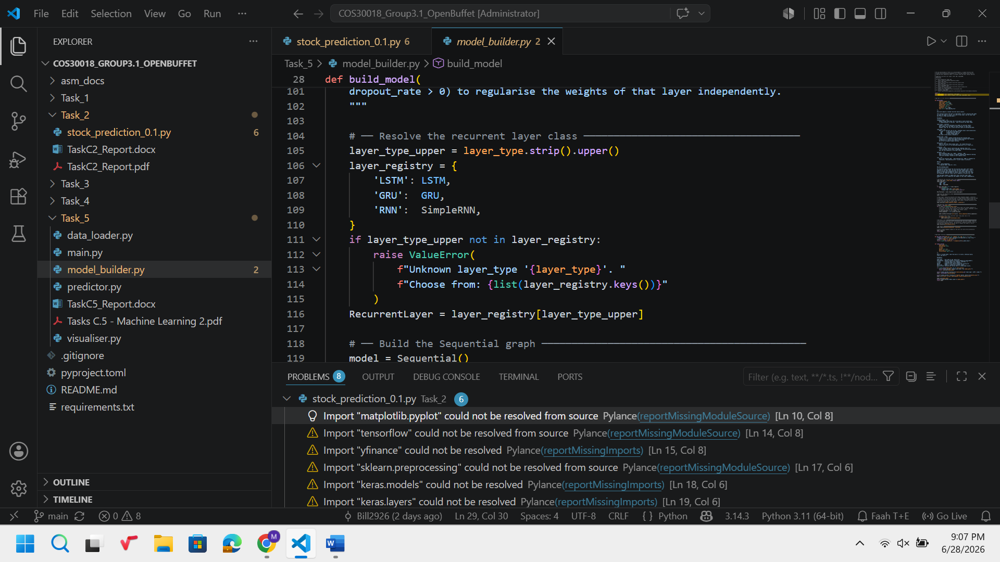 File Edit Selection View Go Run ···
COS30018_Group3.1_OpenBuffet [Administrator]
EXPLORER
COS30018_GROUP3.1_OPENBUFFET
asm_docs
Task_1
Task_2
stock_prediction_0.1.py 6
TaskC2_Report.docx
TaskC2_Report.pdf
Task_3
Task_4
Task_5
data_loader.py
main.py
model_builder.py 2
predictor.py
TaskC5_Report.docx
Tasks C.5 - Machine Learning 2.pdf
visualiser.py
.gitignore
pyproject.toml
README.md
requirements.txt
OUTLINE
TIMELINE
stock_prediction_0.1.py 6
model_builder.py 2
Task_5 > model_builder.py > build_model
28 def build_model(
101 dropout_rate > 0) to regularise the weights of that layer independently.
102 """
103
104 # ── Resolve the recurrent layer class ────────────────────────────────────
105 layer_type_upper = layer_type.strip().upper()
106 layer_registry = {
107 'LSTM': LSTM,
108 'GRU':  GRU,
109 'RNN':  SimpleRNN,
110 }
111 if layer_type_upper not in layer_registry:
112 raise ValueError(
113 f"Unknown layer_type '{layer_type}'. "
114 f"Choose from: {list(layer_registry.keys())}"
115 )
116 RecurrentLayer = layer_registry[layer_type_upper]
117
118 # ── Build the Sequential graph ────────────────────────────────────────────
119 model = Sequential()
PROBLEMS 8 OUTPUT DEBUG CONSOLE TERMINAL PORTS
Filter (e.g. text, **/*.ts, !**/nod...
stock_prediction_0.1.py Task_2 6
Import "matplotlib.pyplot" could not be resolved from source Pylance(reportMissingModuleSource) [Ln 10, Col 8]
Import "tensorflow" could not be resolved from source Pylance(reportMissingModuleSource) [Ln 14, Col 8]
Import "yfinance" could not be resolved Pylance(reportMissingImports) [Ln 15, Col 8]
Import "sklearn.preprocessing" could not be resolved from source Pylance(reportMissingModuleSource) [Ln 17, Col 6]
Import "keras.models" could not be resolved Pylance(reportMissingImports) [Ln 18, Col 6]
Import "keras.layers" could not be resolved Pylance(reportMissingImports) [Ln 19, Col 6]
main 0 8 Bill2926 (2 days ago) Ln 29, Col 30 Spaces: 4 UTF-8 CRLF { } Python 3.14.3 Python 3.11 (64-bit) Faah T+E Go Live
M
W
9:07 PM
6/28/2026